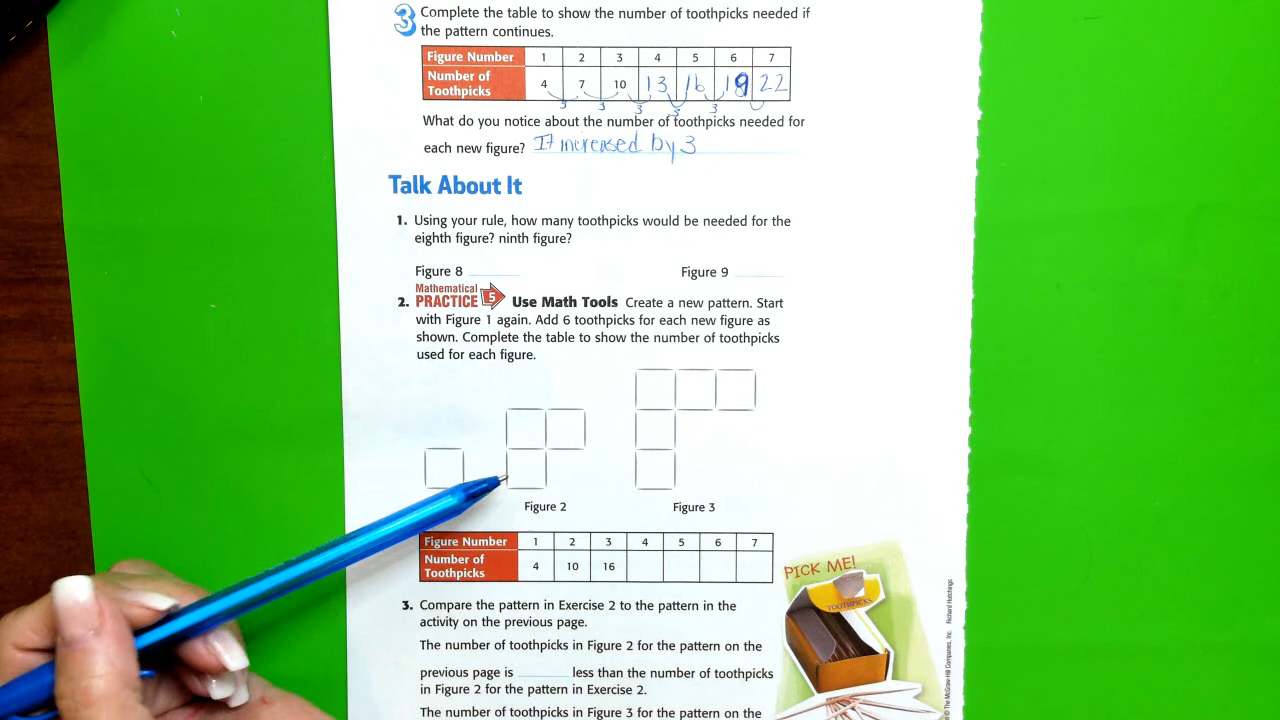 3 Complete the table to show the number of toothpicks needed if
the pattern continues.
Figure Number 1 2 3 4 5 6 7
Number of Toothpicks 4 7 10 13 16 19 22
3 3 3 3 3
What do you notice about the number of toothpicks needed for
each new figure? It increased by 3
Talk About It
1. Using your rule, how many toothpicks would be needed for the
eighth figure? ninth figure?
Figure 8 Figure 9
Mathematical
2. PRACTICE 5 Use Math Tools Create a new pattern. Start
with Figure 1 again. Add 6 toothpicks for each new figure as
shown. Complete the table to show the number of toothpicks
used for each figure.
Figure 2 Figure 3
Figure Number 1 2 3 4 5 6 7
Number of Toothpicks 4 10 16
PICK ME!
TOOTHPICKS
3. Compare the pattern in Exercise 2 to the pattern in the
activity on the previous page.
The number of toothpicks in Figure 2 for the pattern on the
previous page is less than the number of toothpicks
in Figure 2 for the pattern in Exercise 2.
The number of toothpicks in Figure 3 for the pattern on the
© The McGraw-Hill Companies, Inc. Richard Hutchings